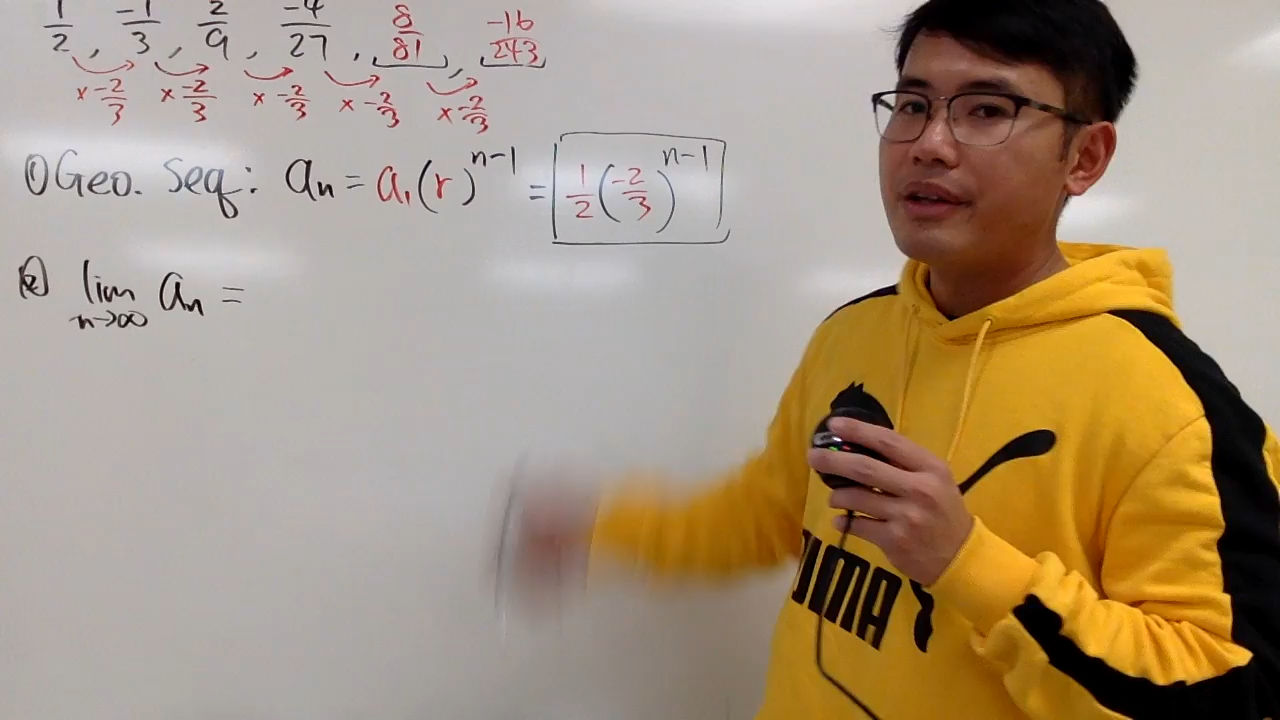 1/2 , -1/3 , 2/9 , -4/27 , 8/81 , -16/243
×-2/3 ×-2/3 ×-2/3 ×-2/3 ×-2/3
① Geo. Seq: aₙ = a₁(r)ⁿ⁻¹ = 1/2(-2/3)ⁿ⁻¹
② lim n→∞ aₙ =
PUMA